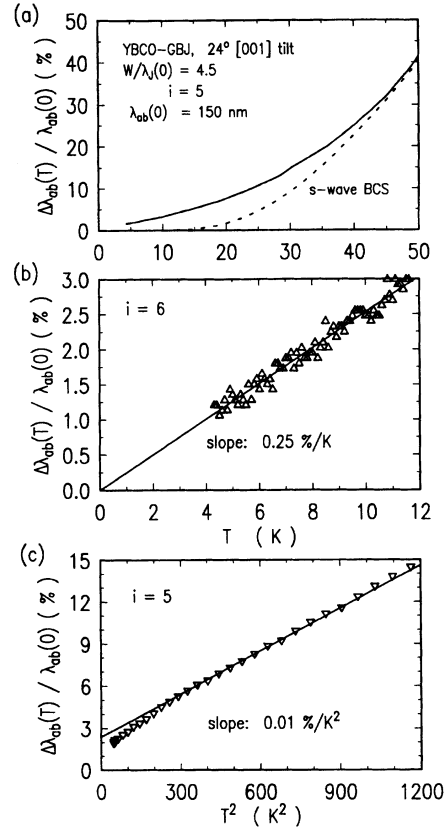 (a)
YBCO-GBJ, 24° [001] tilt
W/λJ(0) = 4.5
i = 5
λab(0) = 150 nm
s-wave BCS
Δλab(T) / λab(0) ( % )
50
40
30
20
10
0
0 10 20 30 40 50
(b)
i = 6
slope: 0.25 %/K
Δλab(T) / λab(0) ( % )
3.0
2.5
2.0
1.5
1.0
0.5
0.0
0 2 4 6 8 10 12
T ( K )
(c)
i = 5
slope: 0.01 %/K²
Δλab(T) / λab(0) ( % )
15
12
9
6
3
0
0 300 600 900 1200
T² ( K² )